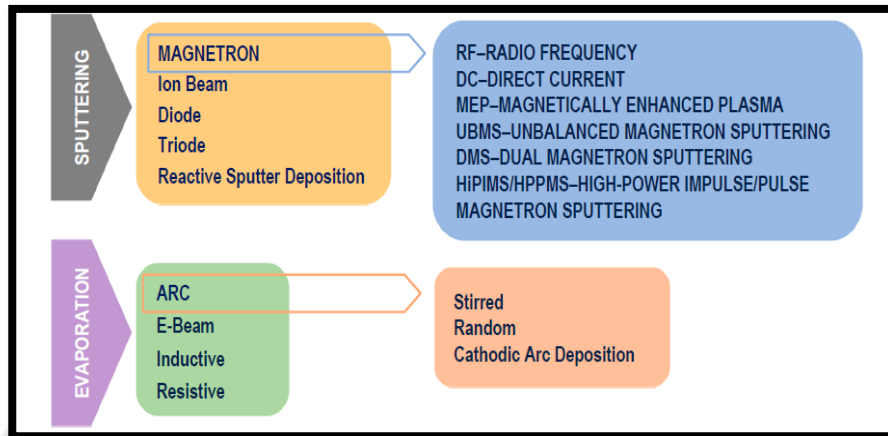 SPUTTERING
MAGNETRON
Ion Beam
Diode
Triode
Reactive Sputter Deposition
RF–RADIO FREQUENCY
DC–DIRECT CURRENT
MEP–MAGNETICALLY ENHANCED PLASMA
UBMS–UNBALANCED MAGNETRON SPUTTERING
DMS–DUAL MAGNETRON SPUTTERING
HiPIMS/HPPMS–HIGH-POWER IMPULSE/PULSE
MAGNETRON SPUTTERING
EVAPORATION
ARC
E-Beam
Inductive
Resistive
Stirred
Random
Cathodic Arc Deposition